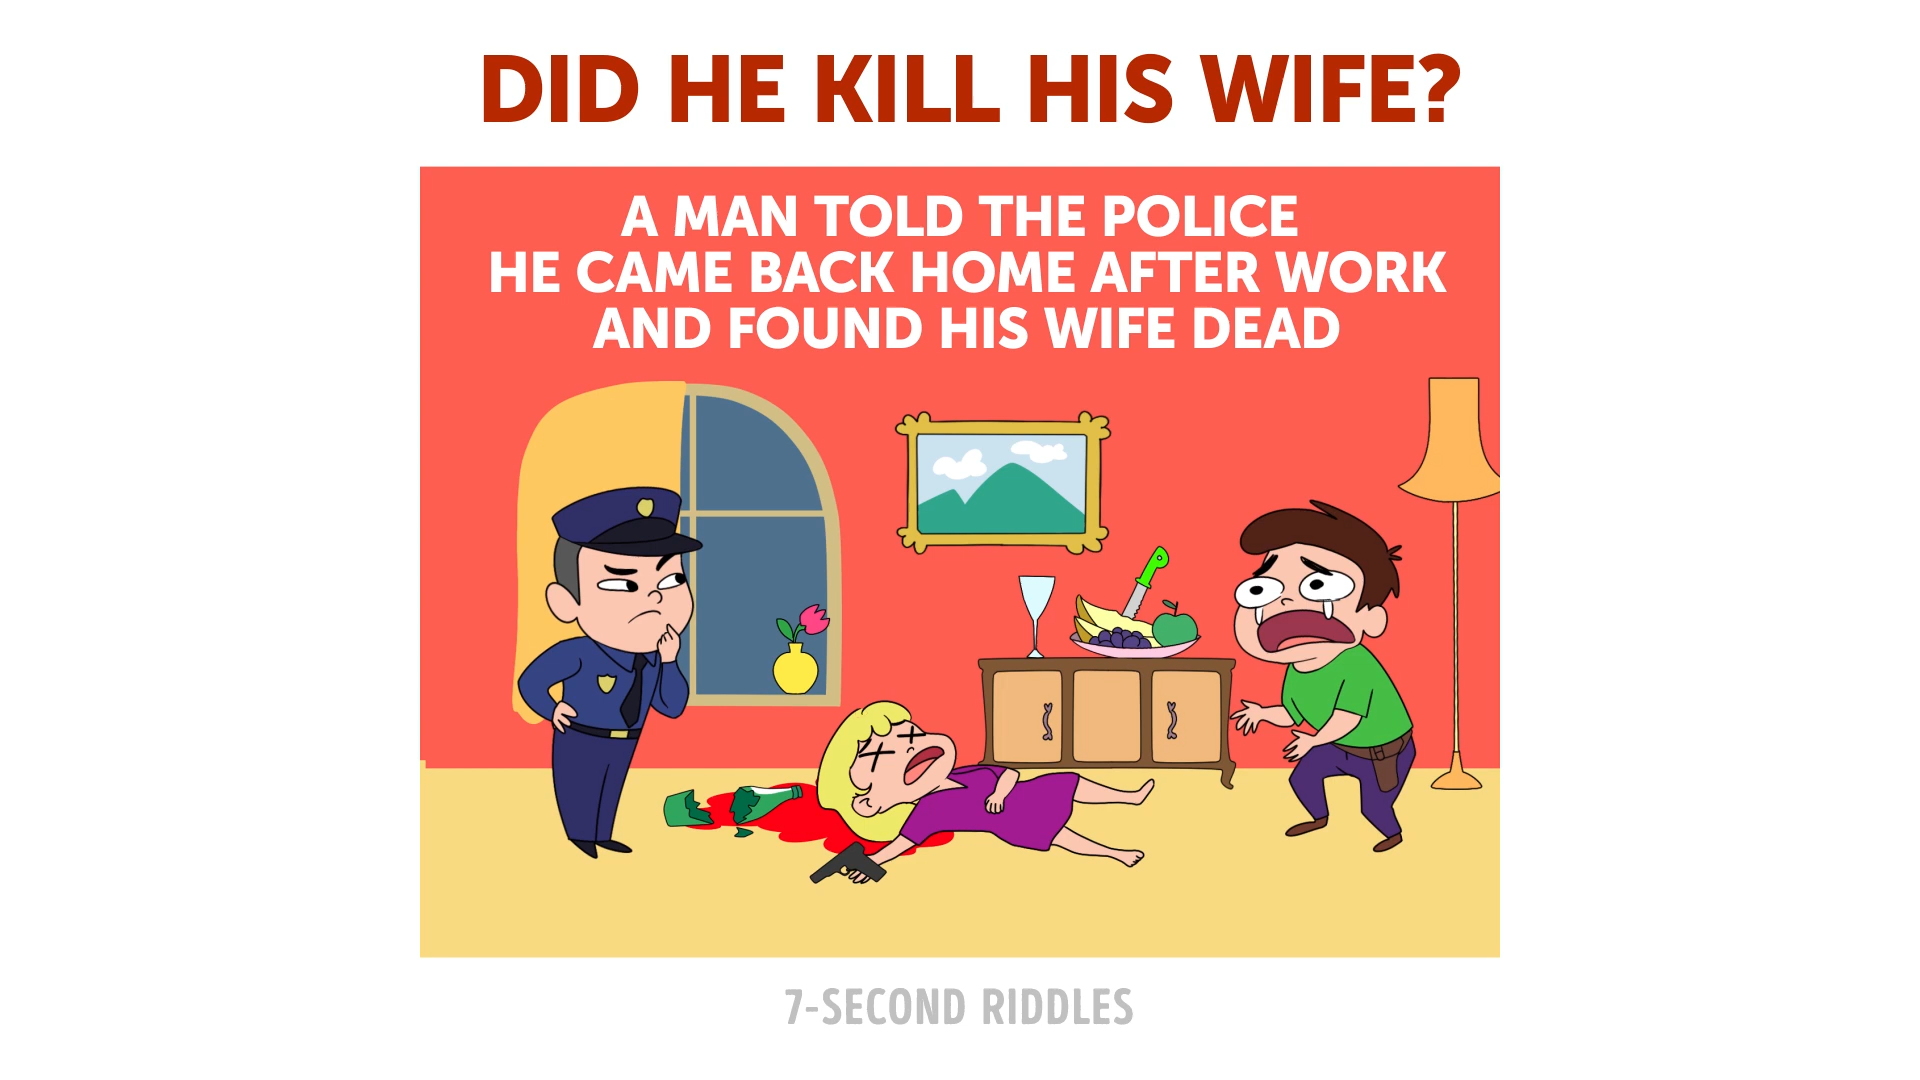 DID HE KILL HIS WIFE?
A MAN TOLD THE POLICE
HE CAME BACK HOME AFTER WORK
AND FOUND HIS WIFE DEAD
7-SECOND RIDDLES